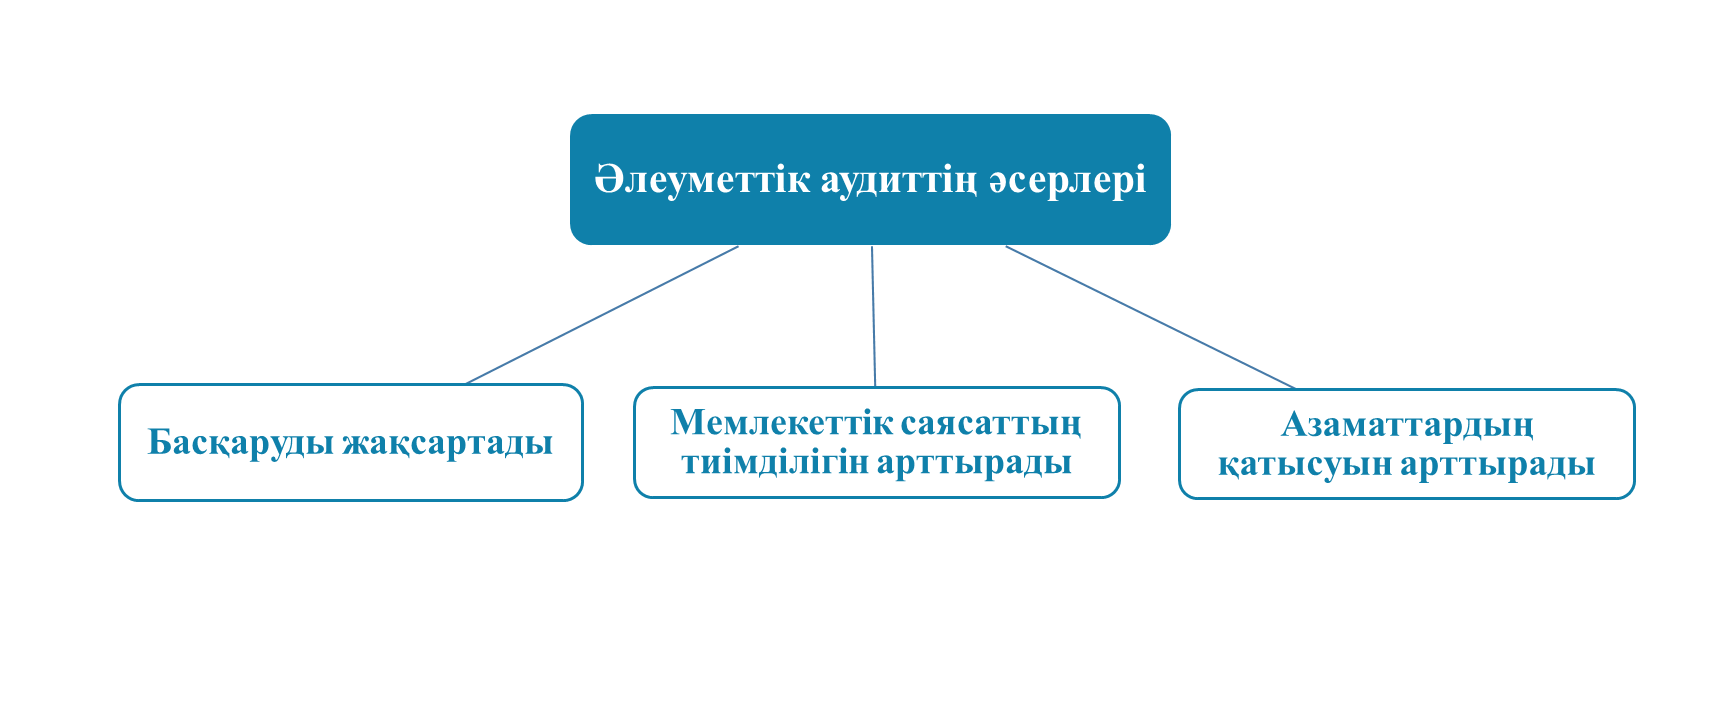 Әлеуметтік аудиттің әсерлері
Басқаруды жақсартады
Мемлекеттік саясаттың
тиімділігін арттырады
Азаматтардың
қатысуын арттырады